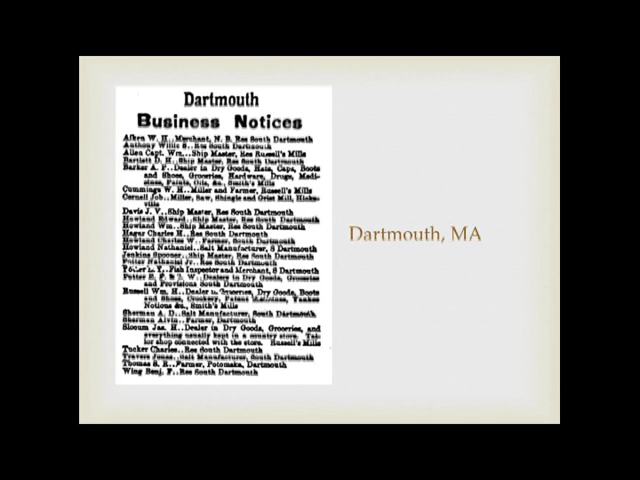 Dartmouth
Business Notices
Aiken W. H..Merchant, N. B. Res South Dartmouth
Anthony Willis S..Res South Dartmouth
Allen Capt. Wm...Ship Master, Res Russell's Mills
Bartlett D. H..Ship Master, Res South Dartmouth
Barker A. F..Dealer in Dry Goods, Hats, Caps, Boots
and Shoes, Groceries, Hardware, Drugs, Medi-
cines, Paints, Oils, &c., Smith's Mills
Cummings W. H..Miller and Farmer, Russell's Mills
Cornell Job..Miller, Saw, Shingle and Grist Mill, Hicks-
ville
Davis J. V..Ship Master, Res South Dartmouth
Howland Edward..Ship Master, Res South Dartmouth
Howland Wm..Ship Master, Res South Dartmouth
Hagar Charles H..Res South Dartmouth
Howland Charles W..Farmer, South Dartmouth
Howland Nathaniel..Salt Manufacturer, S Dartmouth
Jenkins Spooner..Ship Master, Res South Dartmouth
Potter Nathaniel Jr..Res South Dartmouth
Fish Inspector and Merchant, S Dartmouth
Potter Dealers in Dry Goods, Groceries
and Provisions South Dartmouth
Russell Wm. H..Dealer in Groceries, Dry Goods, Boots
and Shoes, Crockery, Patent Medicines, Yankee
Notions &c., Smith's Mills
Sherman A. D..Salt Manufacturer, South Dartmouth
Sherman Alvin..Farmer, Dartmouth
Slocum Jas. H..Dealer in Dry Goods, Groceries, and
everything usually kept in a country store. Tai-
lor shop connected with the store. Russell's Mills
Tucker Charles..Res South Dartmouth
Travers Jonas..Salt Manufacturer, South Dartmouth
Thomas S. R..Farmer, Potomska, Dartmouth
Wing Benj. F..Res South Dartmouth
Dartmouth, MA